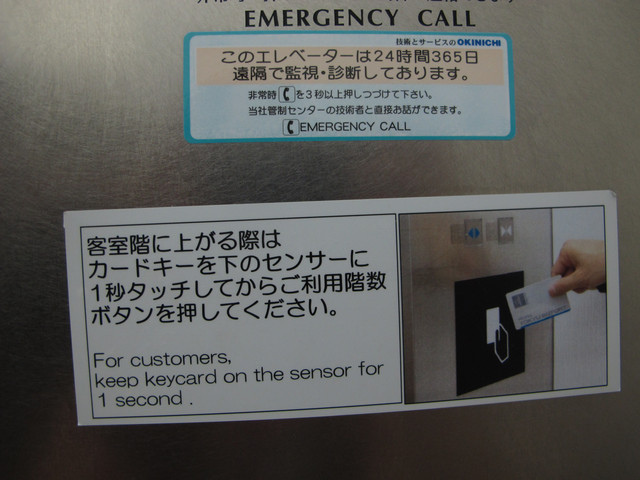 EMERGENCY CALL
技術とサービスのOKINICHI
このエレベーターは24時間365日
遠隔で監視・診断しております。
非常時 を3秒以上押しつづけて下さい。
当社管制センターの技術者と直接お話ができます。
EMERGENCY CALL
客室階に上がる際は
カードキーを下のセンサーに
1秒タッチしてからご利用階数
ボタンを押してください。
For customers,
keep keycard on the sensor for
1 second .